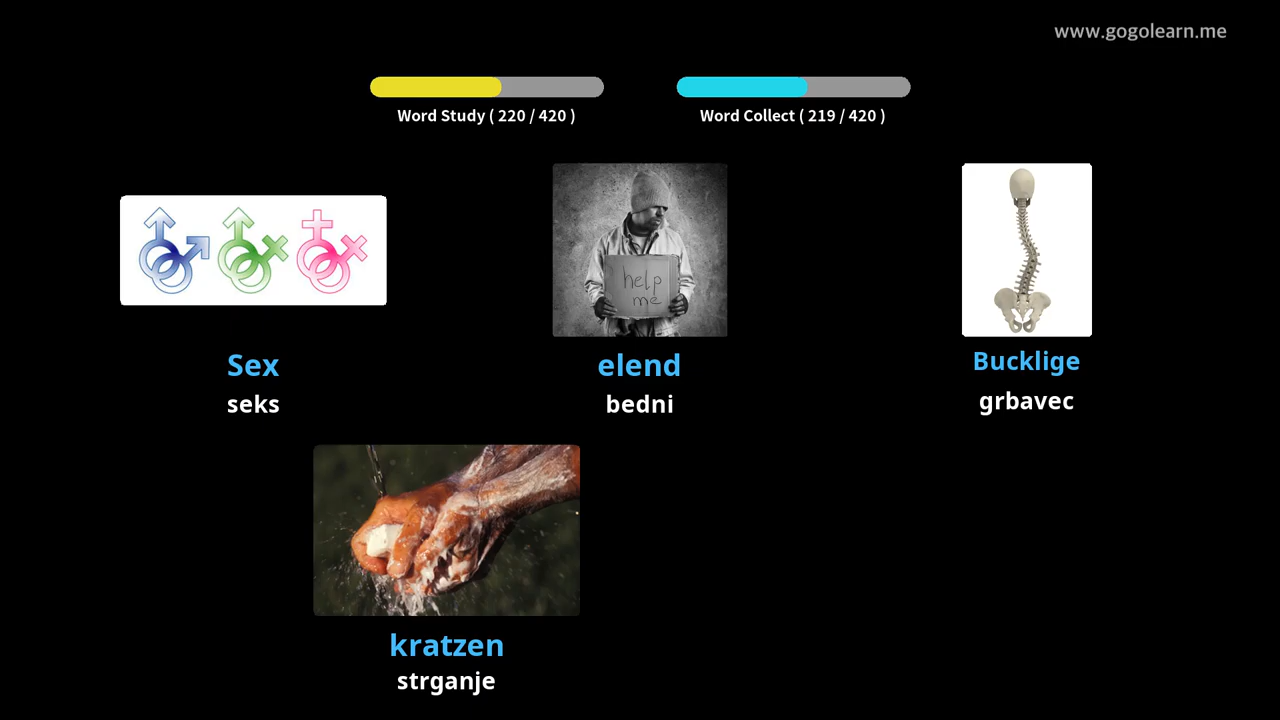 www.gogolearn.me
Word Study ( 220 / 420 )
Word Collect ( 219 / 420 )
help
me
Sex
seks
elend
bedni
Bucklige
grbavec
kratzen
strganje